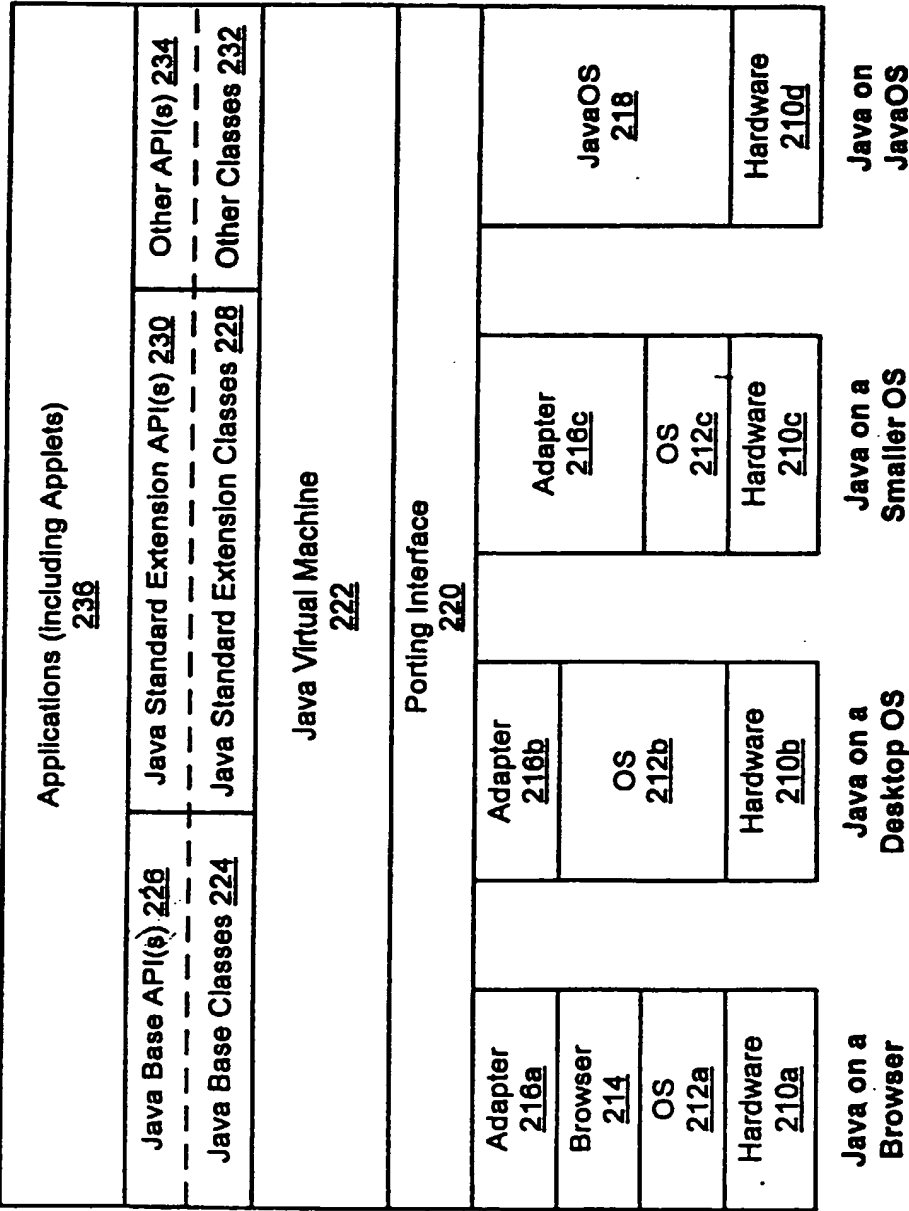 Applications (Including Applets)
236
Java Base API(s) 226
Java Standard Extension API(s) 230
Other API(s) 234
Java Base Classes 224
Java Standard Extension Classes 228
Other Classes 232
Java Virtual Machine
222
Porting Interface
220
Adapter
216a
Browser
214
OS
212a
Hardware
210a
Java on a
Browser
Adapter
216b
OS
212b
Hardware
210b
Java on a
Desktop OS
Adapter
216c
OS
212c
Hardware
210c
Java on a
Smaller OS
JavaOS
218
Hardware
210d
Java on
JavaOS